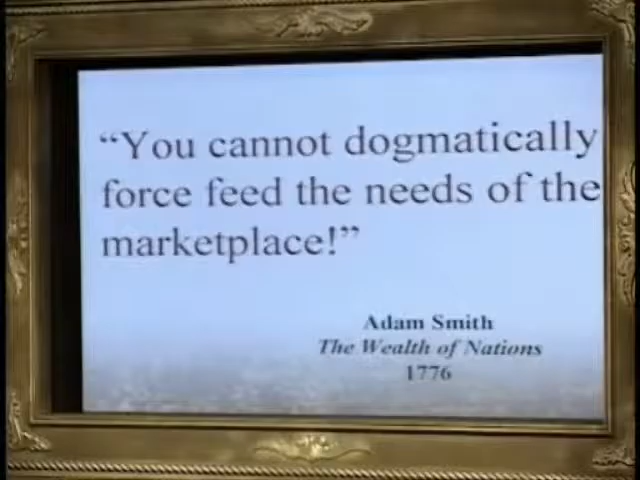 “You cannot dogmatically
force feed the needs of the
marketplace!”
Adam Smith
The Wealth of Nations
1776